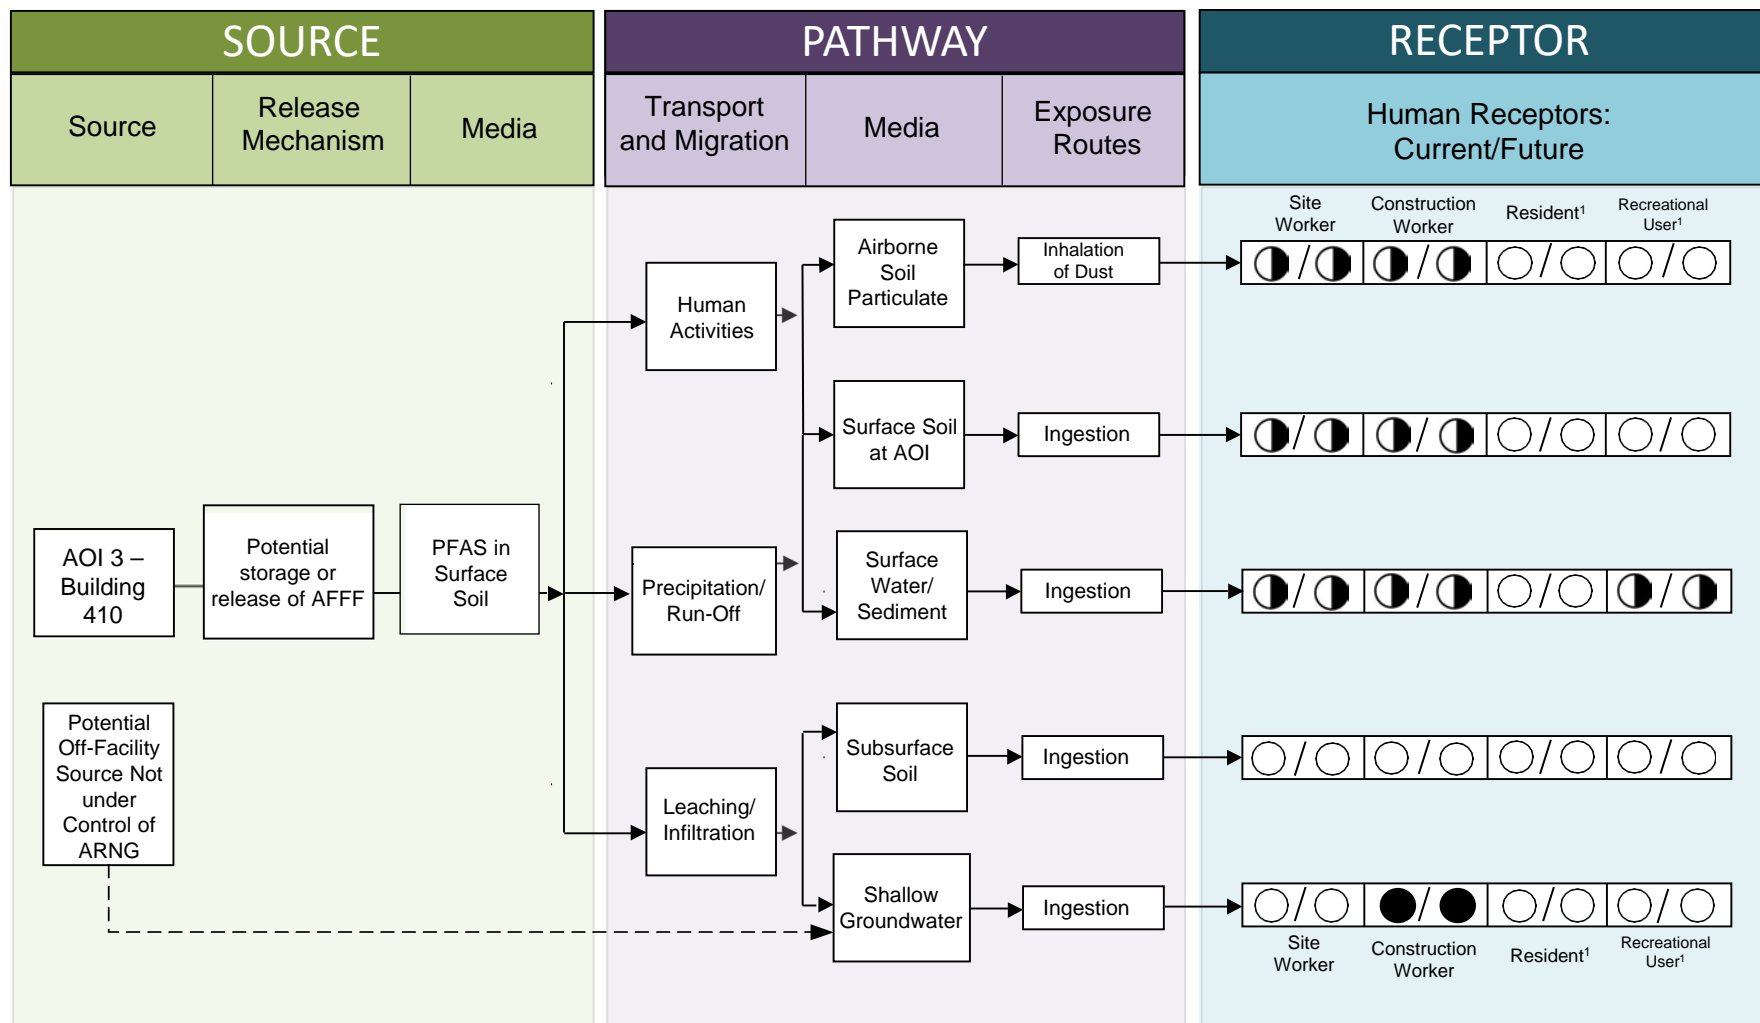 SOURCE
PATHWAY
RECEPTOR
Source
Release
Mechanism
Media
Transport
and Migration
Media
Exposure
Routes
Human Receptors:
Current/Future
AOI 3 –
Building
410
Potential
storage or
release of AFFF
PFAS in
Surface
Soil
Potential
Off-Facility
Source Not
under
Control of
ARNG
Human
Activities
Precipitation/
Run-Off
Leaching/
Infiltration
Airborne
Soil
Particulate
Surface Soil
at AOI
Surface
Water/
Sediment
Subsurface
Soil
Shallow
Groundwater
Inhalation
of Dust
Ingestion
Ingestion
Ingestion
Ingestion
Site
Worker
Construction
Worker
Resident¹
Recreational
User¹
/ / / /
/ / / /
/ / / /
/ / / /
/ / / /
Site
Worker
Construction
Worker
Resident¹
Recreational
User¹